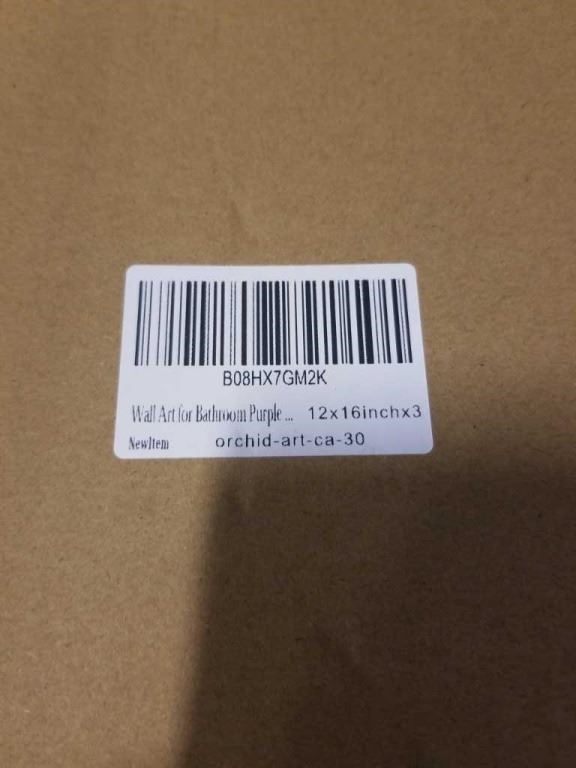 B08HX7GM2K
Wall Art for Bathroom Purple ... 12x16inchx3
NewItem orchid-art-ca-30